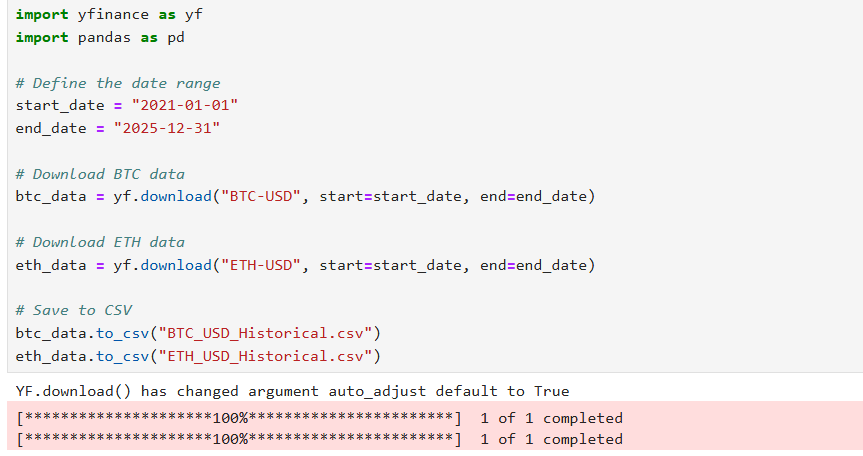 import yfinance as yf
import pandas as pd
# Define the date range
start_date = "2021-01-01"
end_date = "2025-12-31"
# Download BTC data
btc_data = yf.download("BTC-USD", start=start_date, end=end_date)
# Download ETH data
eth_data = yf.download("ETH-USD", start=start_date, end=end_date)
# Save to CSV
btc_data.to_csv("BTC_USD_Historical.csv")
eth_data.to_csv("ETH_USD_Historical.csv")
YF.download() has changed argument auto_adjust default to True
[*********************100%***********************]  1 of 1 completed
[*********************100%***********************]  1 of 1 completed